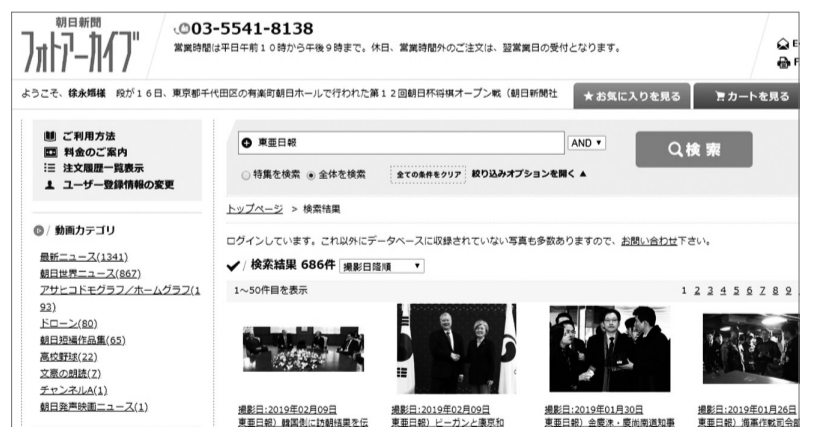 朝日新聞
フォトアーカイブ
03-5541-8138
営業時間は平日午前10時から午後9時まで。休日、営業時間外のご注文は、翌営業日の受付となります。
ようこそ、徐永娥様 段が16日、東京都千代田区の有楽町朝日ホールで行われた第12回朝日杯将棋オープン戦（朝日新聞社
★お気に入りを見る
カートを見る
ご利用方法
料金のご案内
注文履歴一覧表示
ユーザー登録情報の変更
東亜日報
AND ▼
検索
特集を検索 全体を検索
全ての条件をクリア
絞り込みオプションを開く ▲
トップページ > 検索結果
動画カテゴリ
最新ニュース(1341)
朝日世界ニュース(867)
アサヒコドモグラフ／ホームグラフ(1
93)
ドローン(80)
朝日短編作品集(65)
高校野球(22)
文豪の朗読(7)
チャンネルA(1)
朝日発声映画ニュース(1)
ログインしています。これ以外にデータベースに収録されていない写真も多数ありますので、お問い合わせ下さい。
/ 検索結果 686件 撮影日降順 ▼
1～50件目を表示
1 2 3 4 5 6 7 8 9
撮影日:2019年02月09日
東亜日報）韓国側に訪朝結果を伝
撮影日:2019年02月09日
東亜日報）ビーガンと康京和
撮影日:2019年01月30日
東亜日報）金慶洙・慶尚南道知事
撮影日:2019年01月26日
東亜日報）海軍作戦司令部